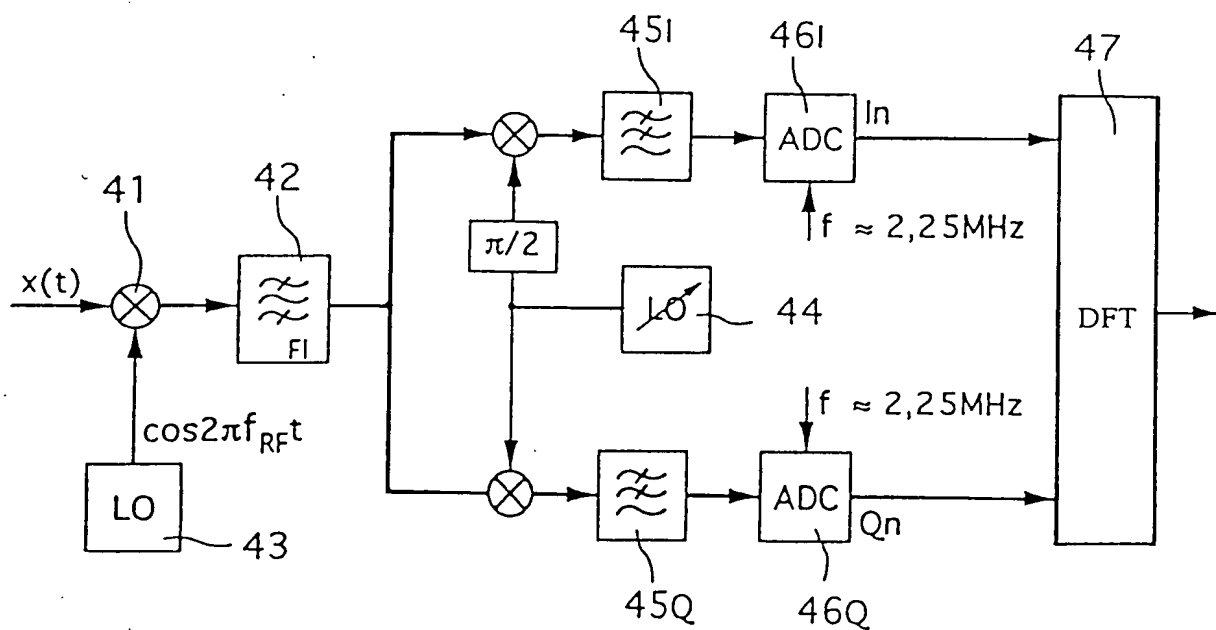 45I
46I
47
In
ADC
41
42
π/2
f ≈ 2,25MHz
x(t)
FI
LO
44
DFT
cos2πf_RFt
f ≈ 2,25MHz
LO
43
ADC
Qn
45Q
46Q